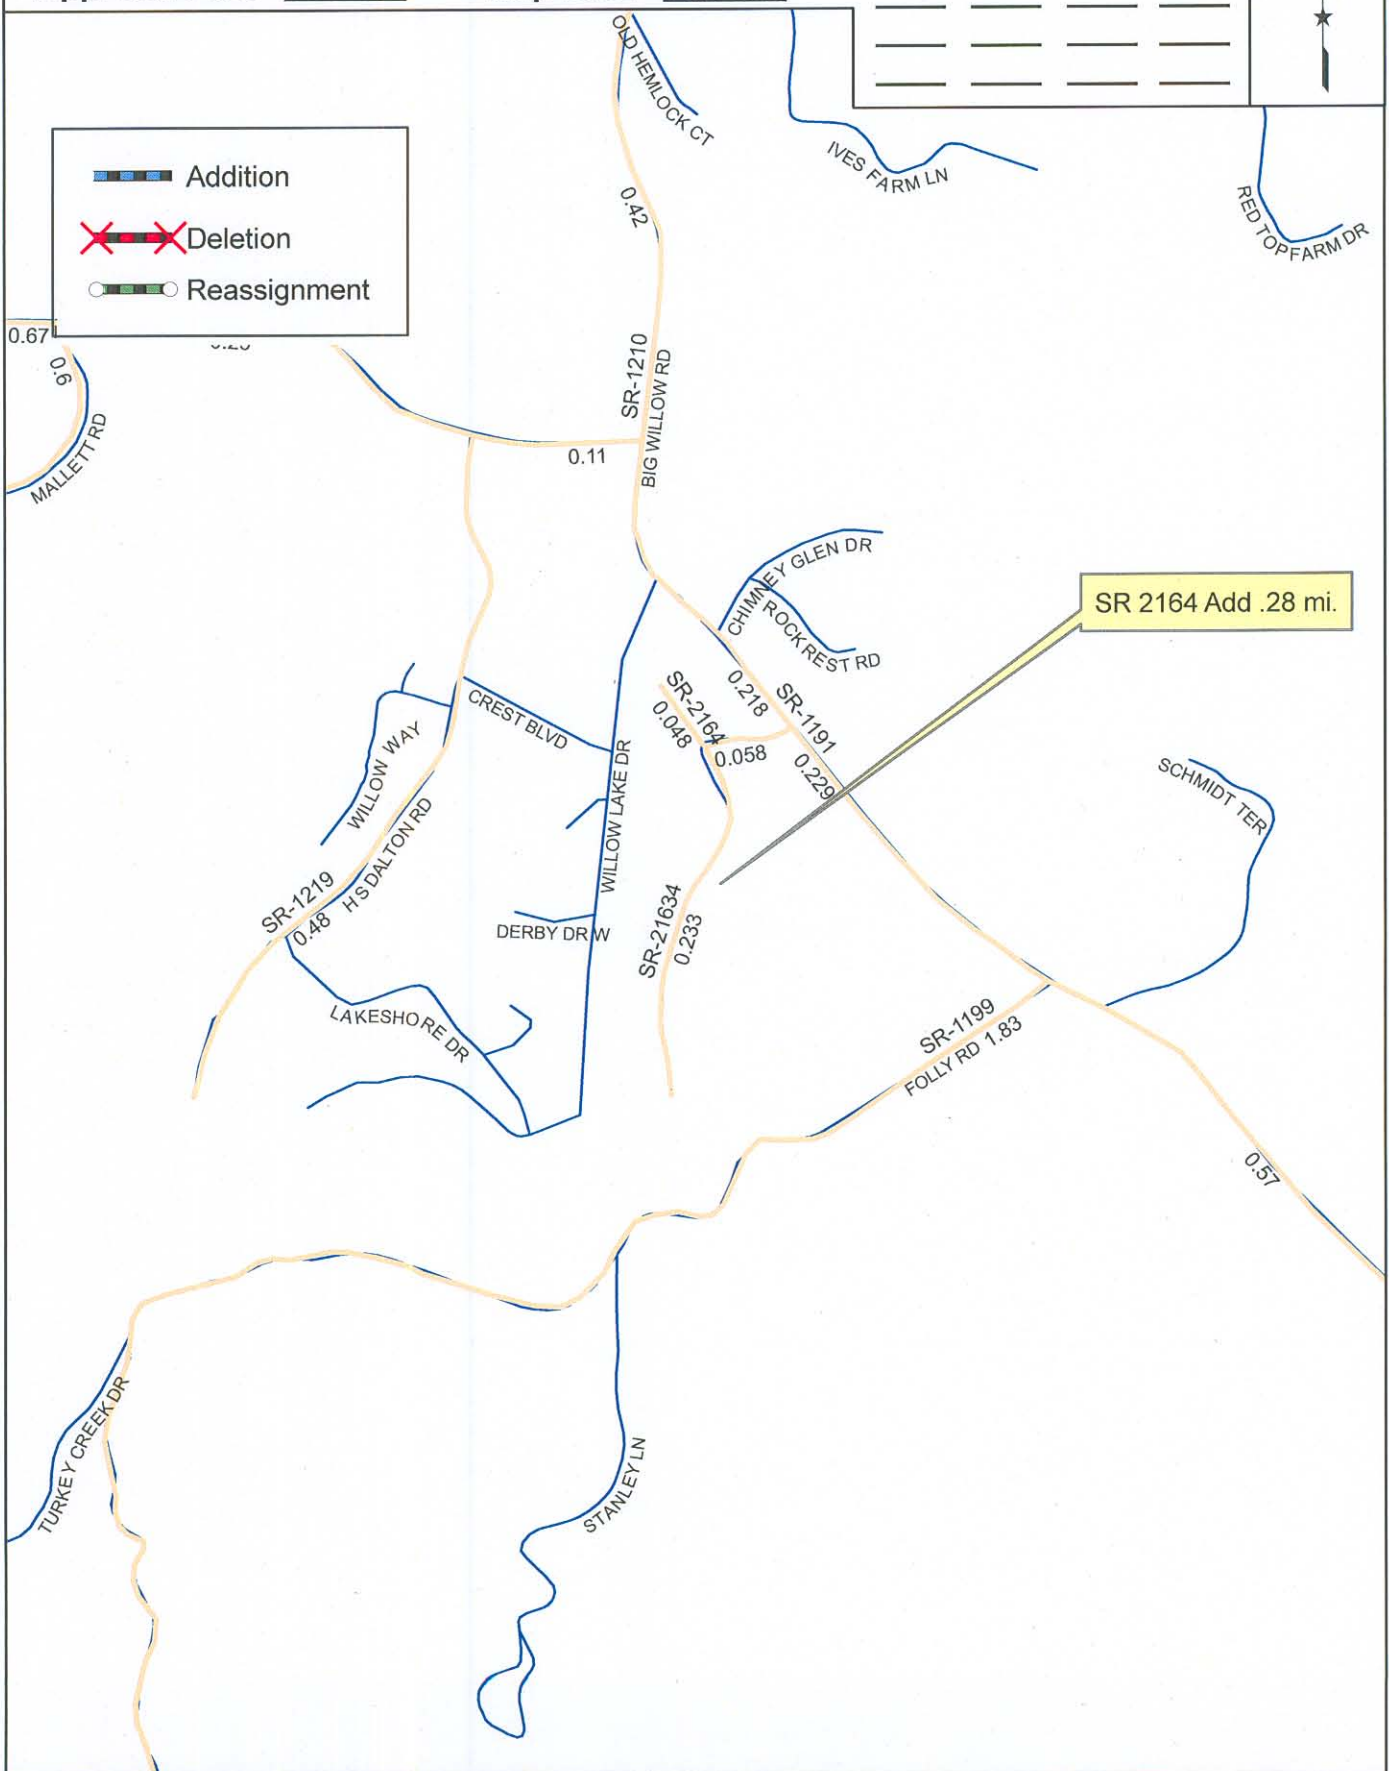 OLD HEMLOCK CT
IVES FARM LN
RED TOP FARM DR
Addition
Deletion
Reassignment
0.42
0.67
0.6
MALLETT RD
SR-1210
BIG WILLOW RD
0.11
CHIMNEY GLEN DR
ROCK REST RD
SR 2164 Add .28 mi.
SR-2164
0.048
0.218
SR-1191
0.058
0.229
CREST BLVD
WILLOW WAY
WILLOW LAKE DR
SCHMIDT TER
H S DALTON RD
SR-1219
0.48
DERBY DR W
SR-21634
0.233
LAKESHORE DR
SR-1199
FOLLY RD 1.83
0.57
TURKEY CREEK DR
STANLEY LN